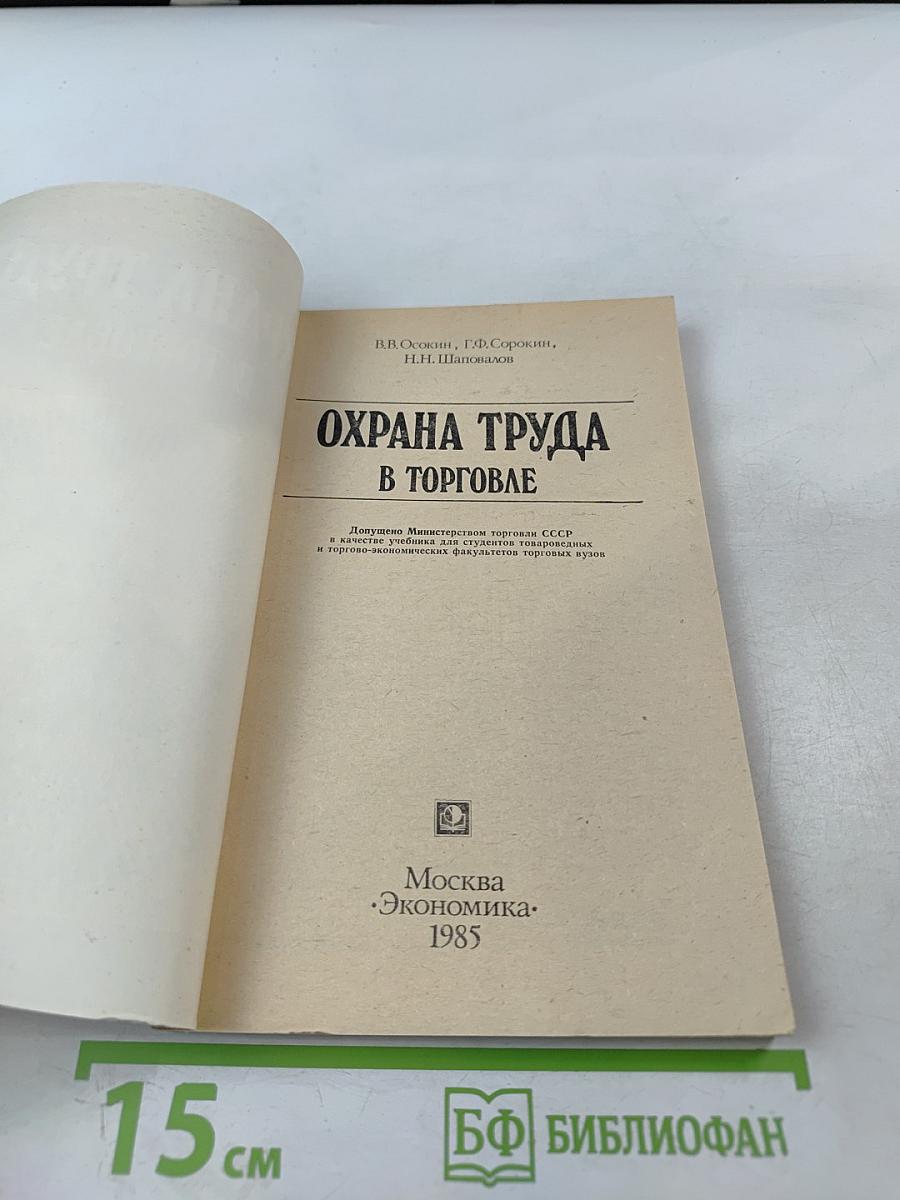 В.В. Осокин, Г.Ф. Сорокин,
Н.Н. Шаповалов
ОХРАНА ТРУДА
В ТОРГОВЛЕ
Допущено Министерством торговли СССР
в качестве учебника для студентов товароведных
и торгово-экономических факультетов торговых вузов
Москва
·Экономика·
1985
15 см
БФ БИБЛИОФАН